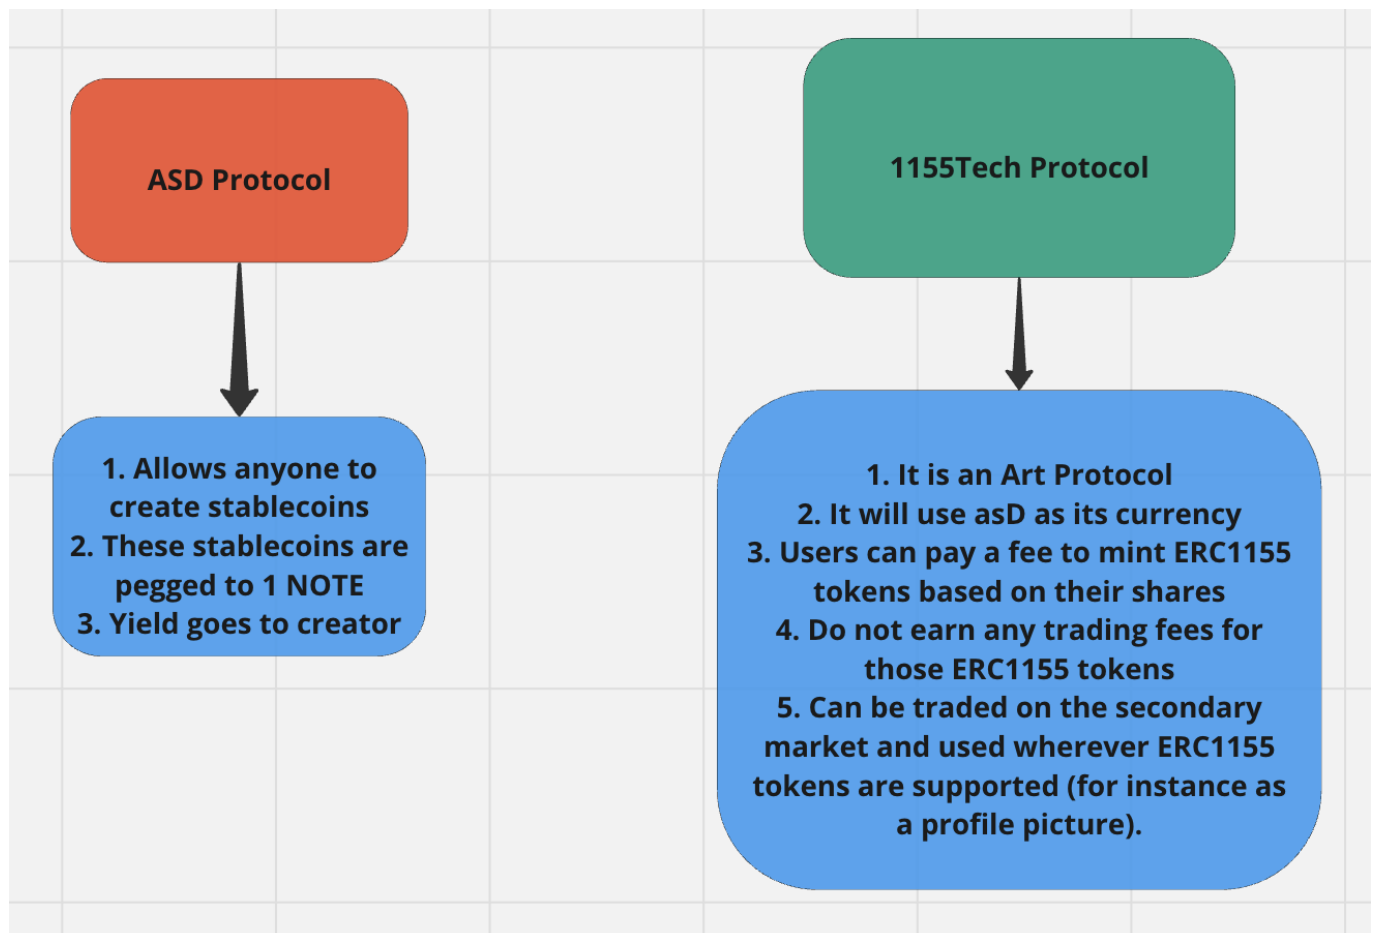 ASD Protocol
1. Allows anyone to
create stablecoins
2. These stablecoins are
pegged to 1 NOTE
3. Yield goes to creator
1155Tech Protocol
1. It is an Art Protocol
2. It will use asD as its currency
3. Users can pay a fee to mint ERC1155
tokens based on their shares
4. Do not earn any trading fees for
those ERC1155 tokens
5. Can be traded on the secondary
market and used wherever ERC1155
tokens are supported (for instance as
a profile picture).